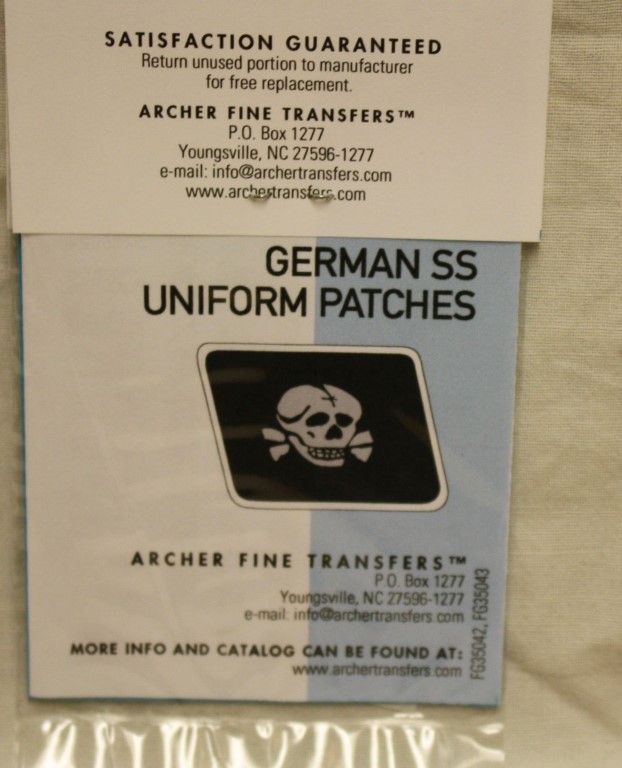 SATISFACTION GUARANTEED
Return unused portion to manufacturer
for free replacement.
ARCHER FINE TRANSFERS™
P.O. Box 1277
Youngsville, NC 27596-1277
e-mail: info@archertransfers.com
www.archertransfers.com
GERMAN SS
UNIFORM PATCHES
ARCHER FINE TRANSFERS™
P.O. Box 1277
Youngsville, NC 27596-1277
e-mail: info@archertransfers.com
MORE INFO AND CATALOG CAN BE FOUND AT:
www.archertransfers.com
FG35042, FG35043